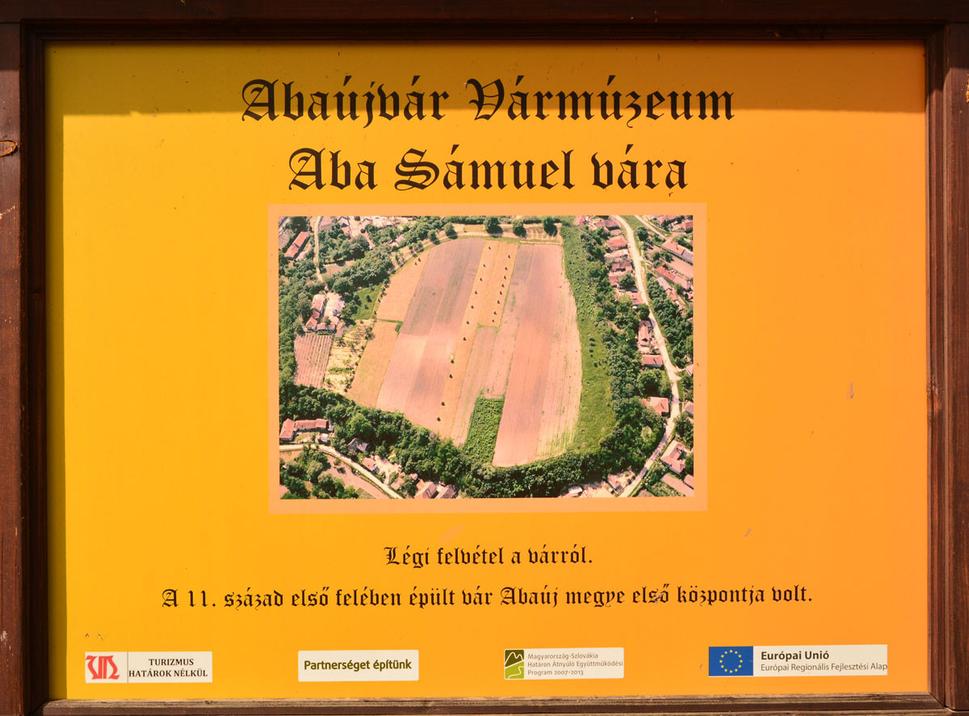 Abaújvár Vármúzeum
Aba Sámuel vára
Légi felvétel a várról.
A 11. század első felében épült vár Abaúj megye első központja volt.
TURIZMUS
HATÁROK NÉLKÜL
Partnerséget építünk
Magyarország-Szlovákia
Határon Átnyúló Együttműködési
Program 2007-2013
Európai Unió
Európai Regionális Fejlesztési Alap